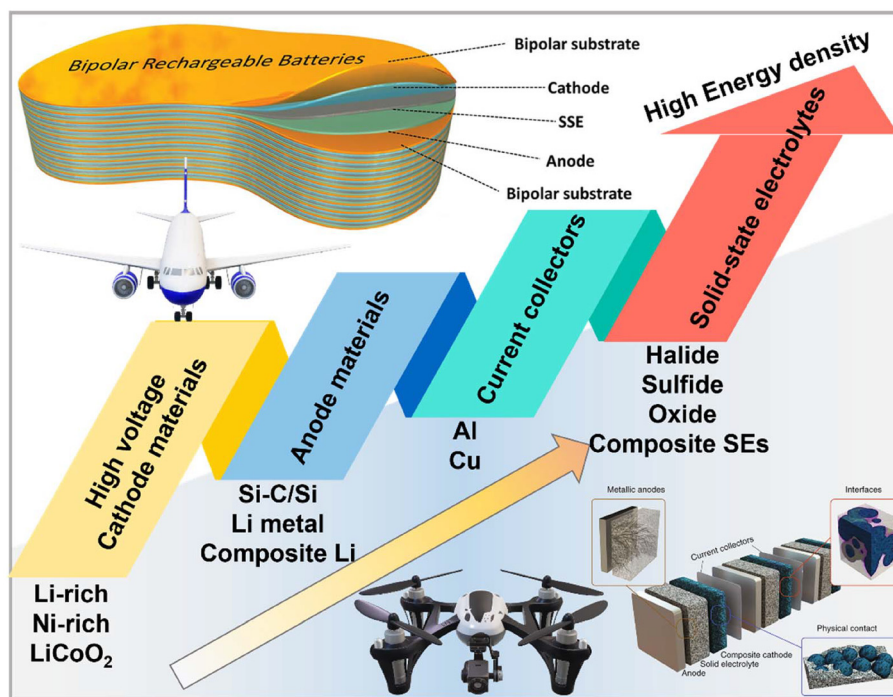 Bipolar Rechargeable Batteries
Bipolar substrate
Cathode
SSE
Anode
Bipolar substrate
High Energy density
High voltage
Cathode materials
Anode materials
Current collectors
Solid-state electrolytes
Li-rich
Ni-rich
LiCoO₂
Si-C/Si
Li metal
Composite Li
Al
Cu
Halide
Sulfide
Oxide
Composite SEs
Metallic anodes
Interfaces
Current collectors
Physical contact
Composite cathode
Solid electrolyte
Anode